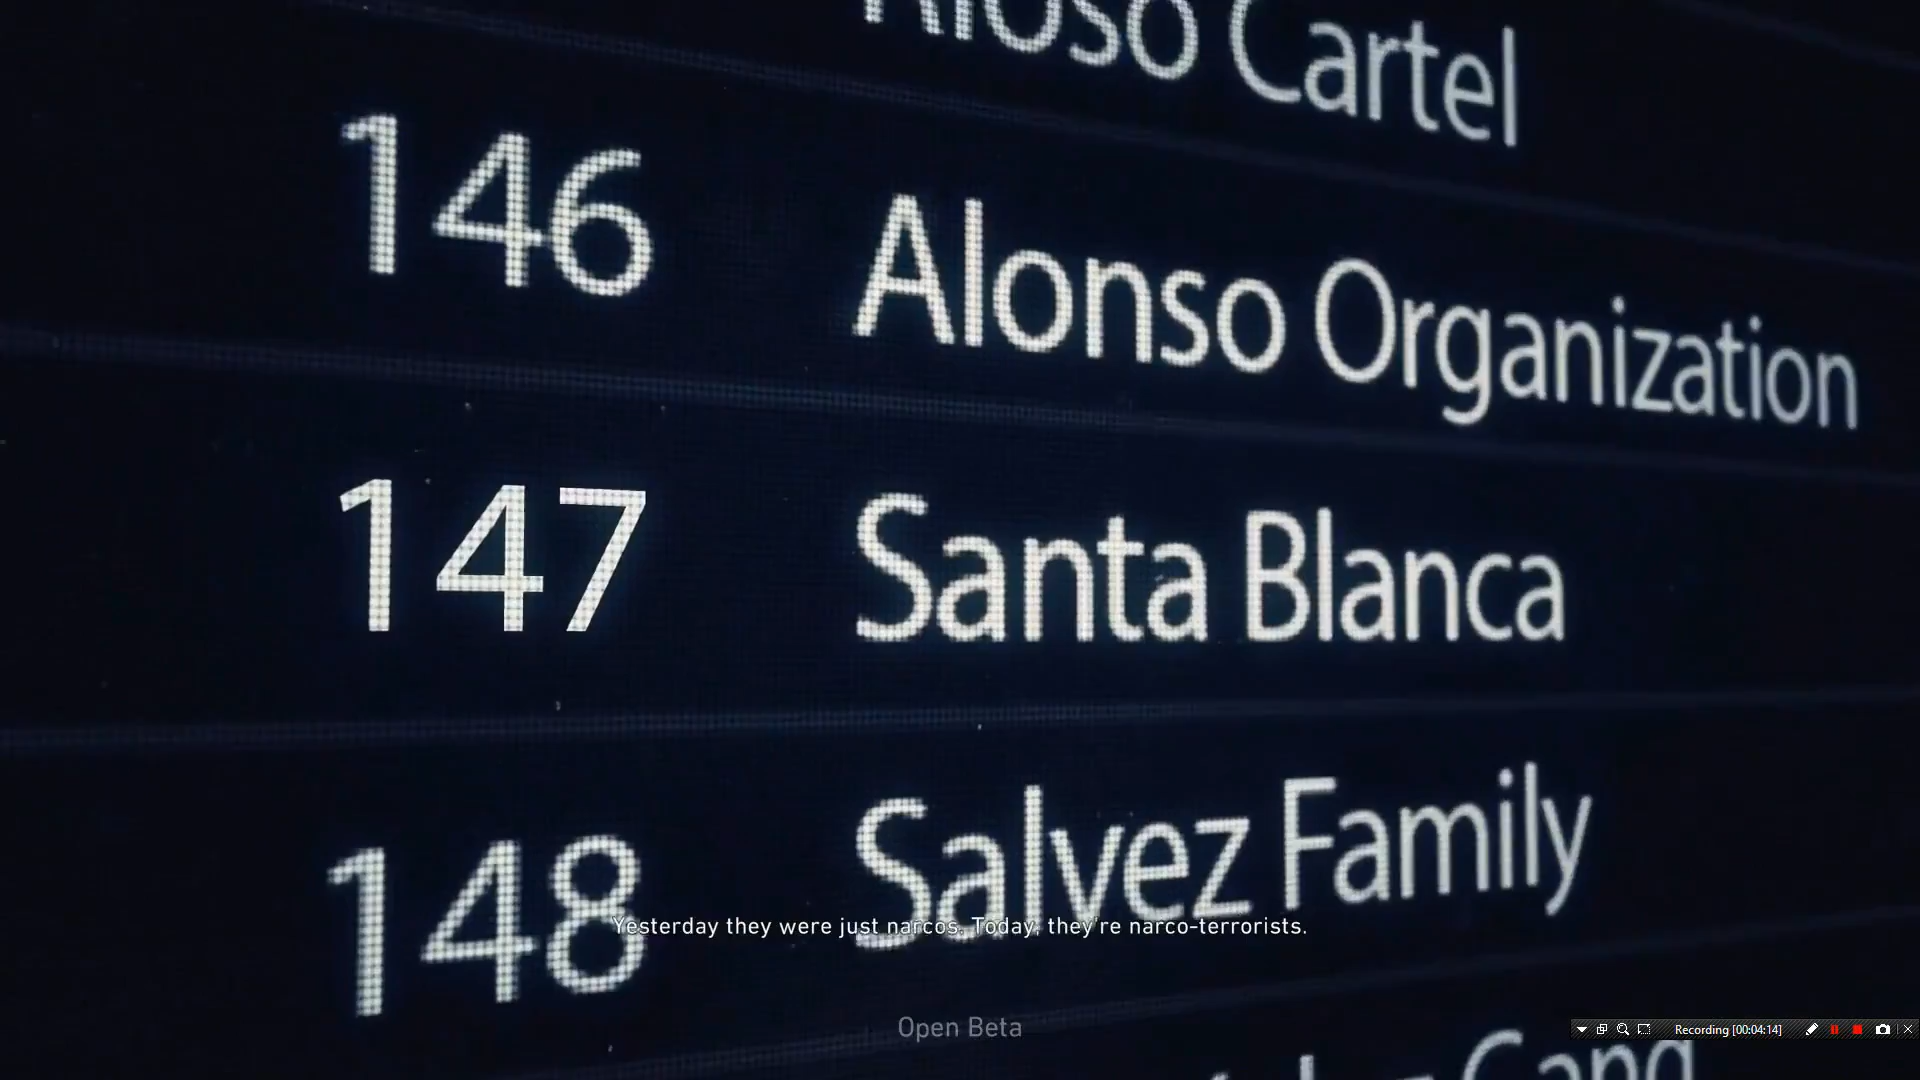 Cartel
146 Alonso Organization
147 Santa Blanca
148 Salvez Family
Yesterday they were just narcos. Today, they're narco-terrorists.
Open Beta
Recording [00:04:14]
Gang